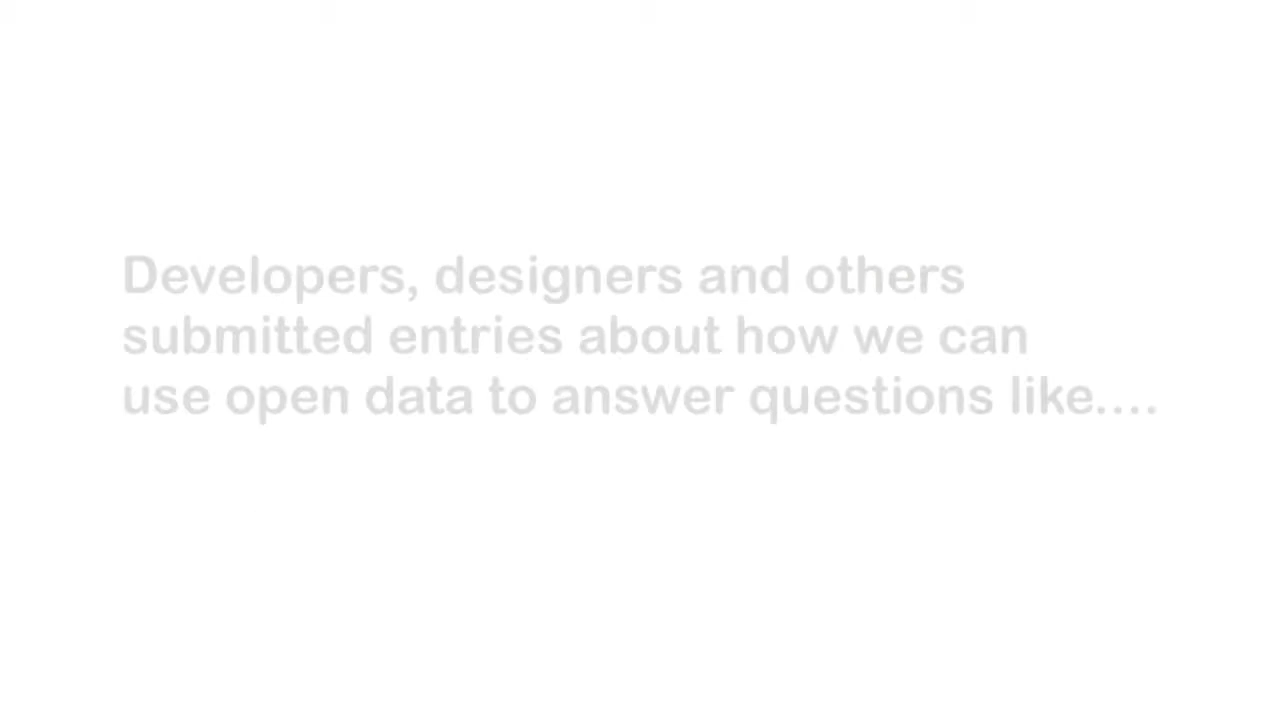 Developers, designers and others
submitted entries about how we can
use open data to answer questions like....